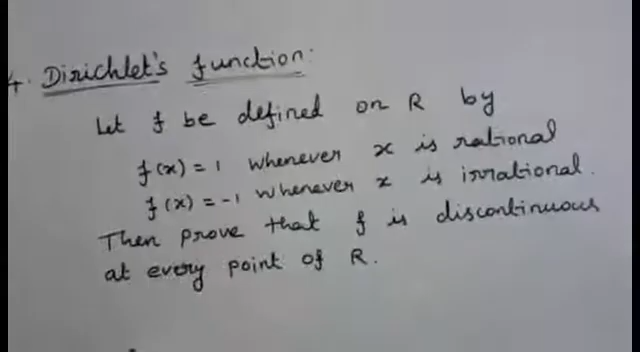 4. Dirichlet's function:
Let f be defined on R by
f(x) = 1 whenever x is rational
f(x) = -1 whenever x is irrational.
Then prove that f is discontinuous
at every point of R.